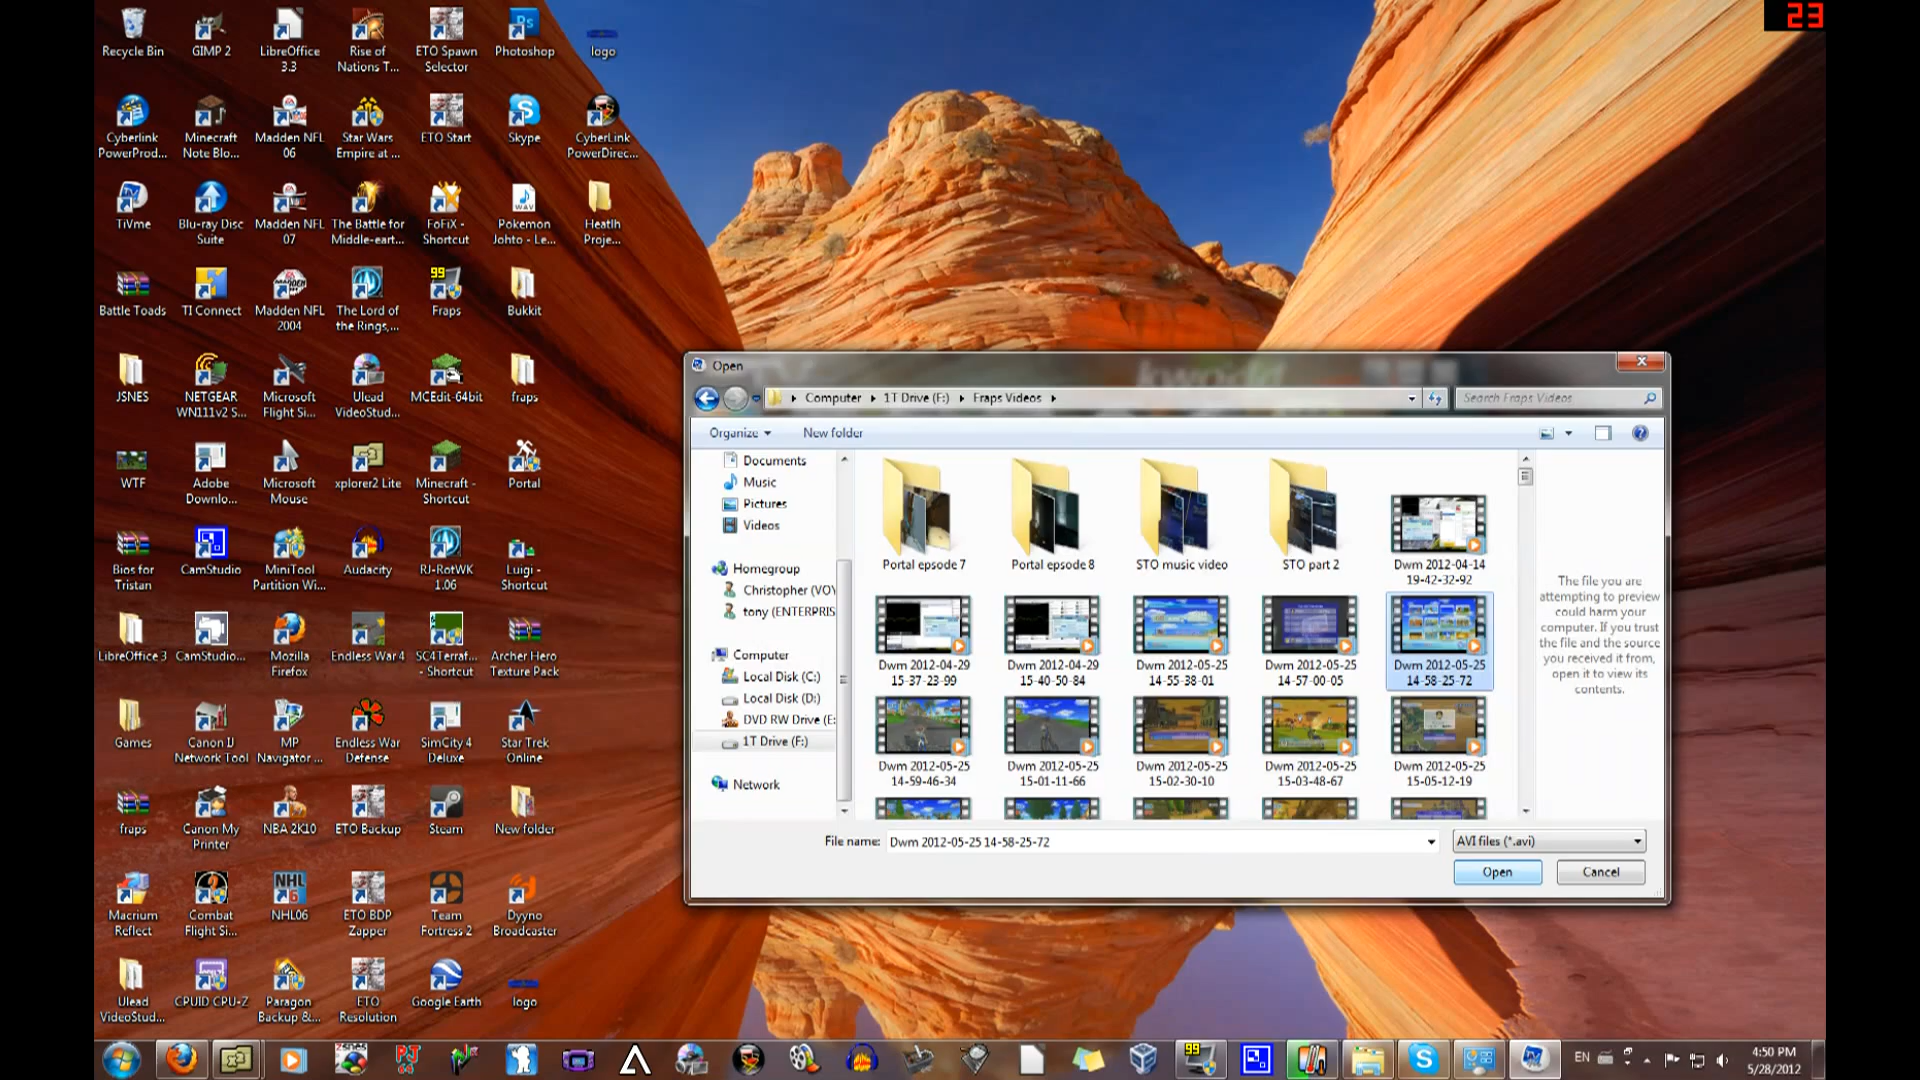 23
Recycle Bin
GIMP 2
LibreOffice
3.3
Rise of
Nations T...
ETO Spawn
Selector
Photoshop
logo
Cyberlink
PowerProd...
Minecraft
Note Blo...
Madden NFL
06
Star Wars
Empire at ...
ETO Start
Skype
CyberLink
PowerDirec...
TiVme
Blu-ray Disc
Suite
Madden NFL
07
The Battle for
Middle-eart...
FoFiX -
Shortcut
Pokemon
Johto - Le...
Heatlh
Proje...
Battle Toads
TI Connect
Madden NFL
2004
The Lord of
the Rings,...
Fraps
Bukkit
JSNES
NETGEAR
WN111v2 S...
Microsoft
Flight Si...
Ulead
VideoStud...
MCEdit-64bit
fraps
WTF
Adobe
Downlo...
Microsoft
Mouse
xplorer2 Lite
Minecraft -
Shortcut
Portal
Bios for
Tristan
CamStudio
MiniTool
Partition Wi...
Audacity
RJ-RotWK
1.06
Luigi -
Shortcut
LibreOffice 3
CamStudio...
Mozilla
Firefox
Endless War 4
SC4Terraf...
- Shortcut
Archer Hero
Texture Pack
Games
Canon IJ
Network Tool
MP
Navigator ...
Endless War
Defense
SimCity 4
Deluxe
Star Trek
Online
fraps
Canon My
Printer
NBA 2K10
ETO Backup
Steam
New folder
Macrium
Reflect
Combat
Flight Si...
NHL06
ETO BDP
Zapper
Team
Fortress 2
Dyyno
Broadcaster
Ulead
VideoStud...
CPUID CPU-Z
Paragon
Backup &...
ETO
Resolution
Google Earth
logo
Open
Computer
1T Drive (F:)
Fraps Videos
Search Fraps Videos
Organize
New folder
Documents
Music
Pictures
Videos
Homegroup
Christopher (VOY
tony (ENTERPRIS
Computer
Local Disk (C:)
Local Disk (D:)
DVD RW Drive (E:
1T Drive (F:)
Network
Portal epsode 7
Portal epsode 8
STO music video
STO part 2
Dwm 2012-04-14
19-42-32-92
Dwm 2012-04-29
15-37-23-99
Dwm 2012-04-29
15-40-50-84
Dwm 2012-05-25
14-55-38-01
Dwm 2012-05-25
14-57-00-05
Dwm 2012-05-25
14-58-25-72
Dwm 2012-05-25
14-59-46-34
Dwm 2012-05-25
15-01-11-66
Dwm 2012-05-25
15-02-30-10
Dwm 2012-05-25
15-03-48-67
Dwm 2012-05-25
15-05-12-19
The file you are
attempting to preview
could harm your
computer. If you trust
the file and the source
you received it from,
open it to view its
contents.
File name:
Dwm 2012-05-25 14-58-25-72
AVI files (*.avi)
Open
Cancel
EN
4:50 PM
5/28/2012